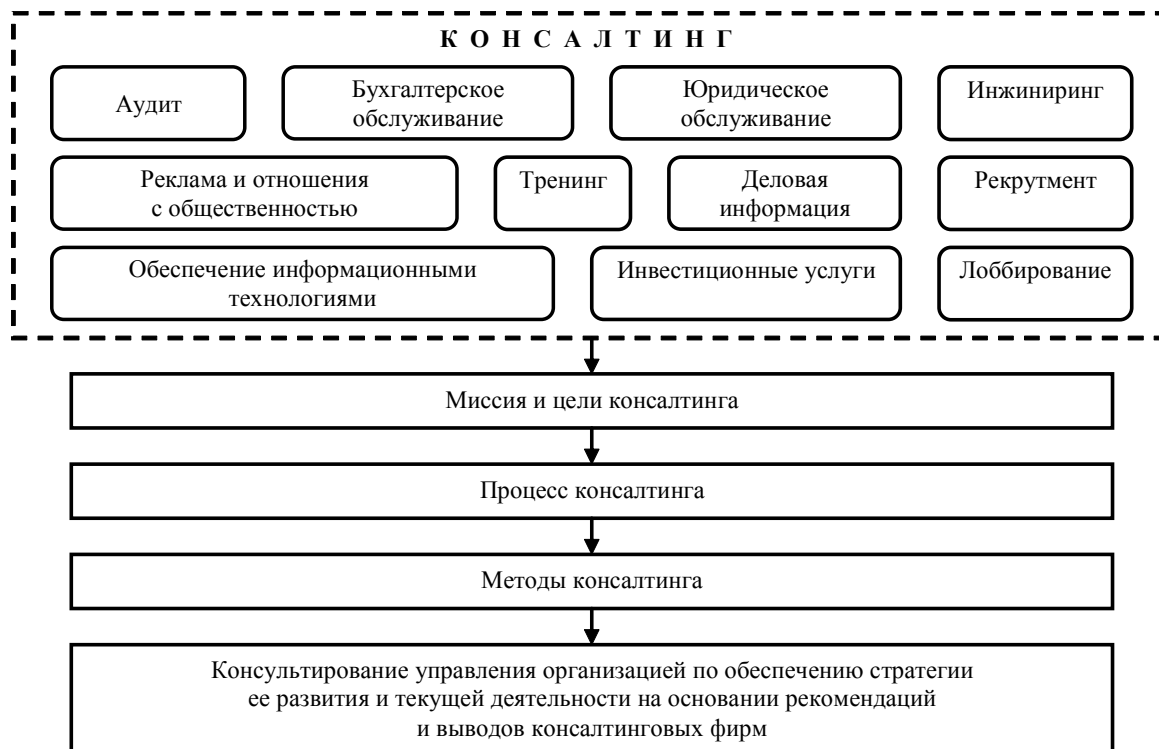 К О Н С А Л Т И Н Г
Аудит
Бухгалтерское
обслуживание
Юридическое
обслуживание
Инжиниринг
Реклама и отношения
с общественностью
Тренинг
Деловая
информация
Рекрутмент
Обеспечение информационными
технологиями
Инвестиционные услуги
Лоббирование
Миссия и цели консалтинга
Процесс консалтинга
Методы консалтинга
Консультирование управления организацией по обеспечению стратегии
ее развития и текущей деятельности на основании рекомендаций
и выводов консалтинговых фирм